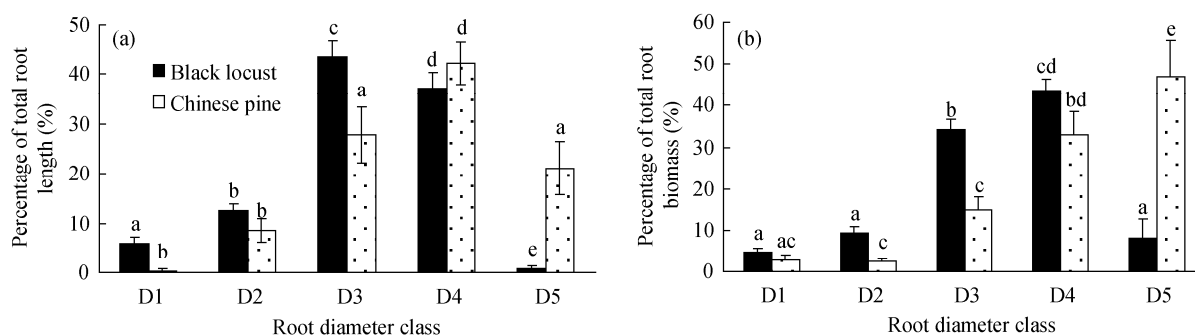 (a)
Percentage of total root
length (%)
50
40
30
20
10
0
Black locust
Chinese pine
a
b
b
b
c
a
d
d
e
a
D1 D2 D3 D4 D5
Root diameter class
(b)
Percentage of total root
biomass (%)
60
50
40
30
20
10
0
a
ac
a
c
b
c
cd
bd
a
e
D1 D2 D3 D4 D5
Root diameter class